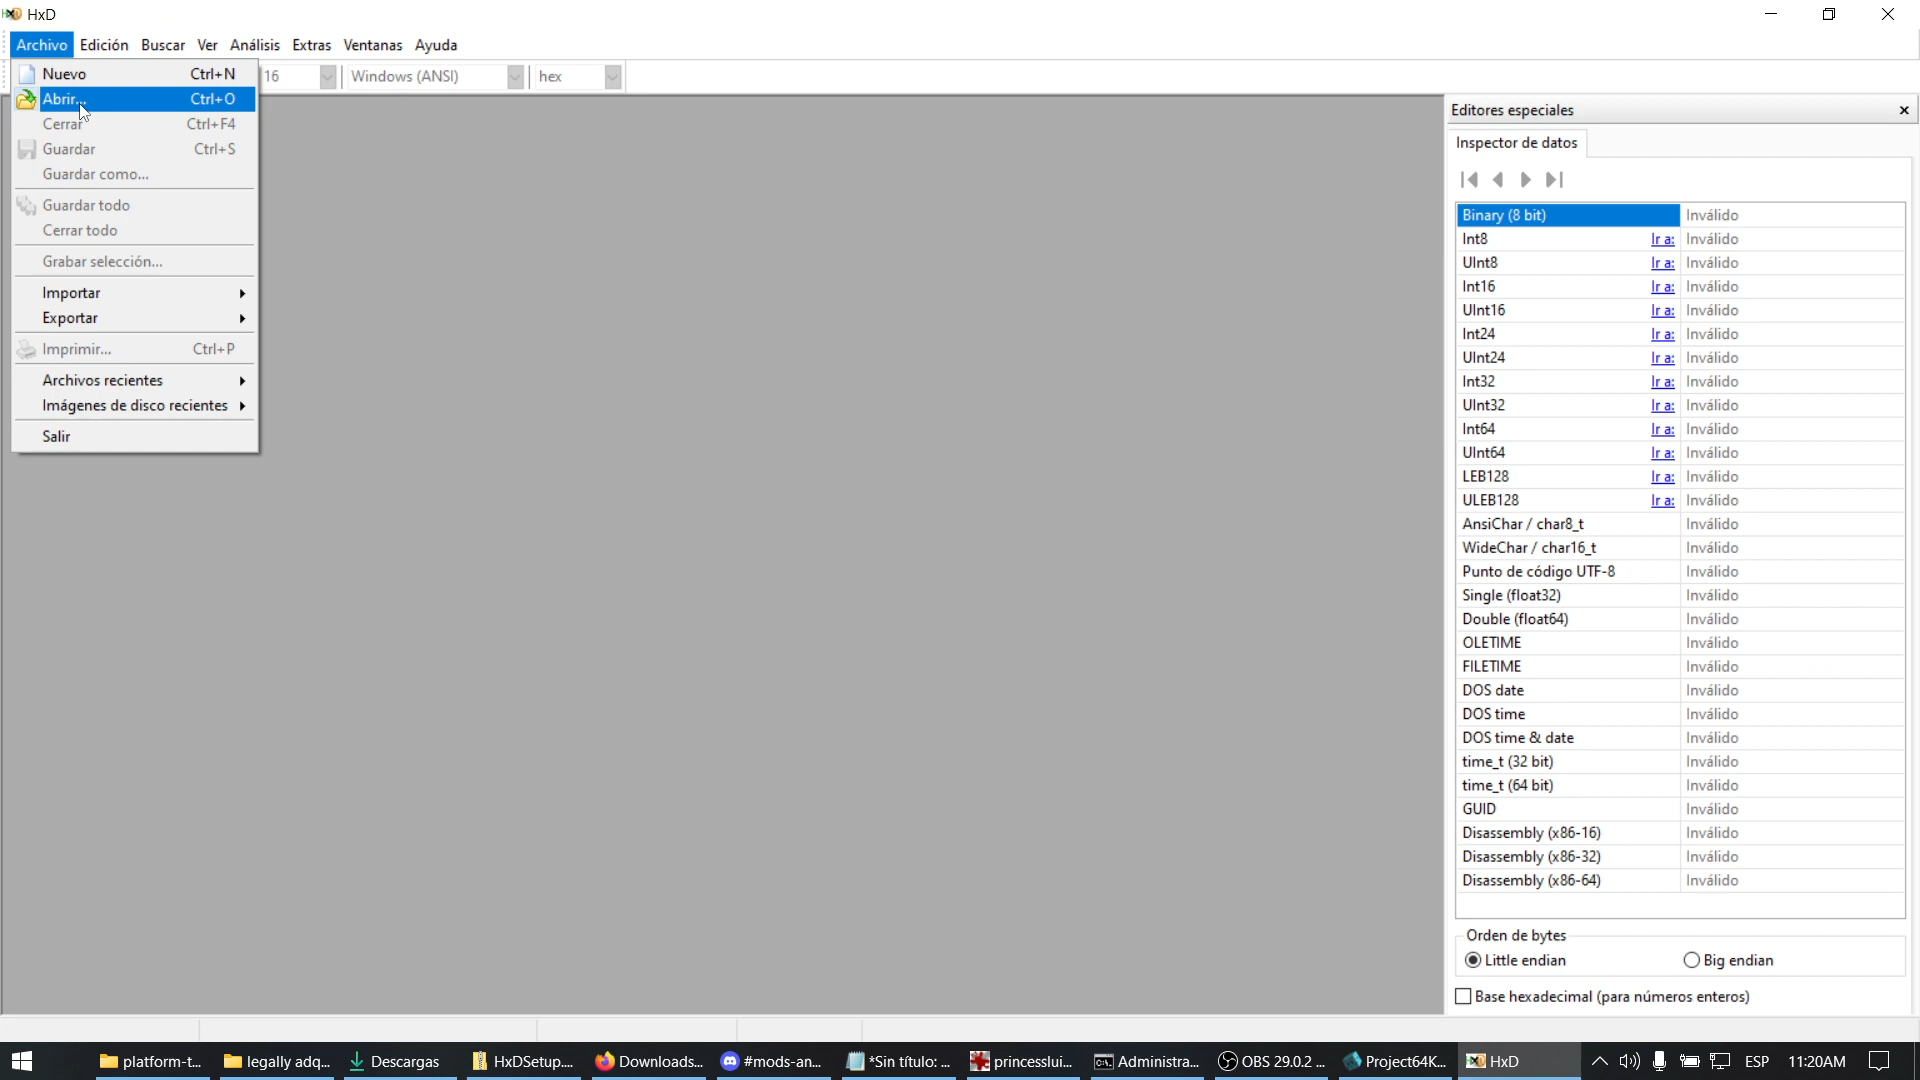 HxD
Archivo Edición Buscar Ver Análisis Extras Ventanas Ayuda
16 Windows (ANSI) hex
Nuevo Ctrl+N
Abrir... Ctrl+O
Cerrar Ctrl+F4
Guardar Ctrl+S
Guardar como...
Guardar todo
Cerrar todo
Grabar selección...
Importar
Exportar
Imprimir... Ctrl+P
Archivos recientes
Imágenes de disco recientes
Salir
Editores especiales
Inspector de datos
Binary (8 bit) Inválido
Int8 Ir a: Inválido
UInt8 Ir a: Inválido
Int16 Ir a: Inválido
UInt16 Ir a: Inválido
Int24 Ir a: Inválido
UInt24 Ir a: Inválido
Int32 Ir a: Inválido
UInt32 Ir a: Inválido
Int64 Ir a: Inválido
UInt64 Ir a: Inválido
LEB128 Ir a: Inválido
ULEB128 Ir a: Inválido
AnsiChar / char8_t Inválido
WideChar / char16_t Inválido
Punto de código UTF-8 Inválido
Single (float32) Inválido
Double (float64) Inválido
OLETIME Inválido
FILETIME Inválido
DOS date Inválido
DOS time Inválido
DOS time & date Inválido
time_t (32 bit) Inválido
time_t (64 bit) Inválido
GUID Inválido
Disassembly (x86-16) Inválido
Disassembly (x86-32) Inválido
Disassembly (x86-64) Inválido
Orden de bytes
Little endian Big endian
Base hexadecimal (para números enteros)
platform-t... legally adq... Descargas HxDSetup.... Downloads... #mods-an... *Sin título: ... princesslui... Administra... OBS 29.0.2 ... Project64K... HxD ESP 11:20AM